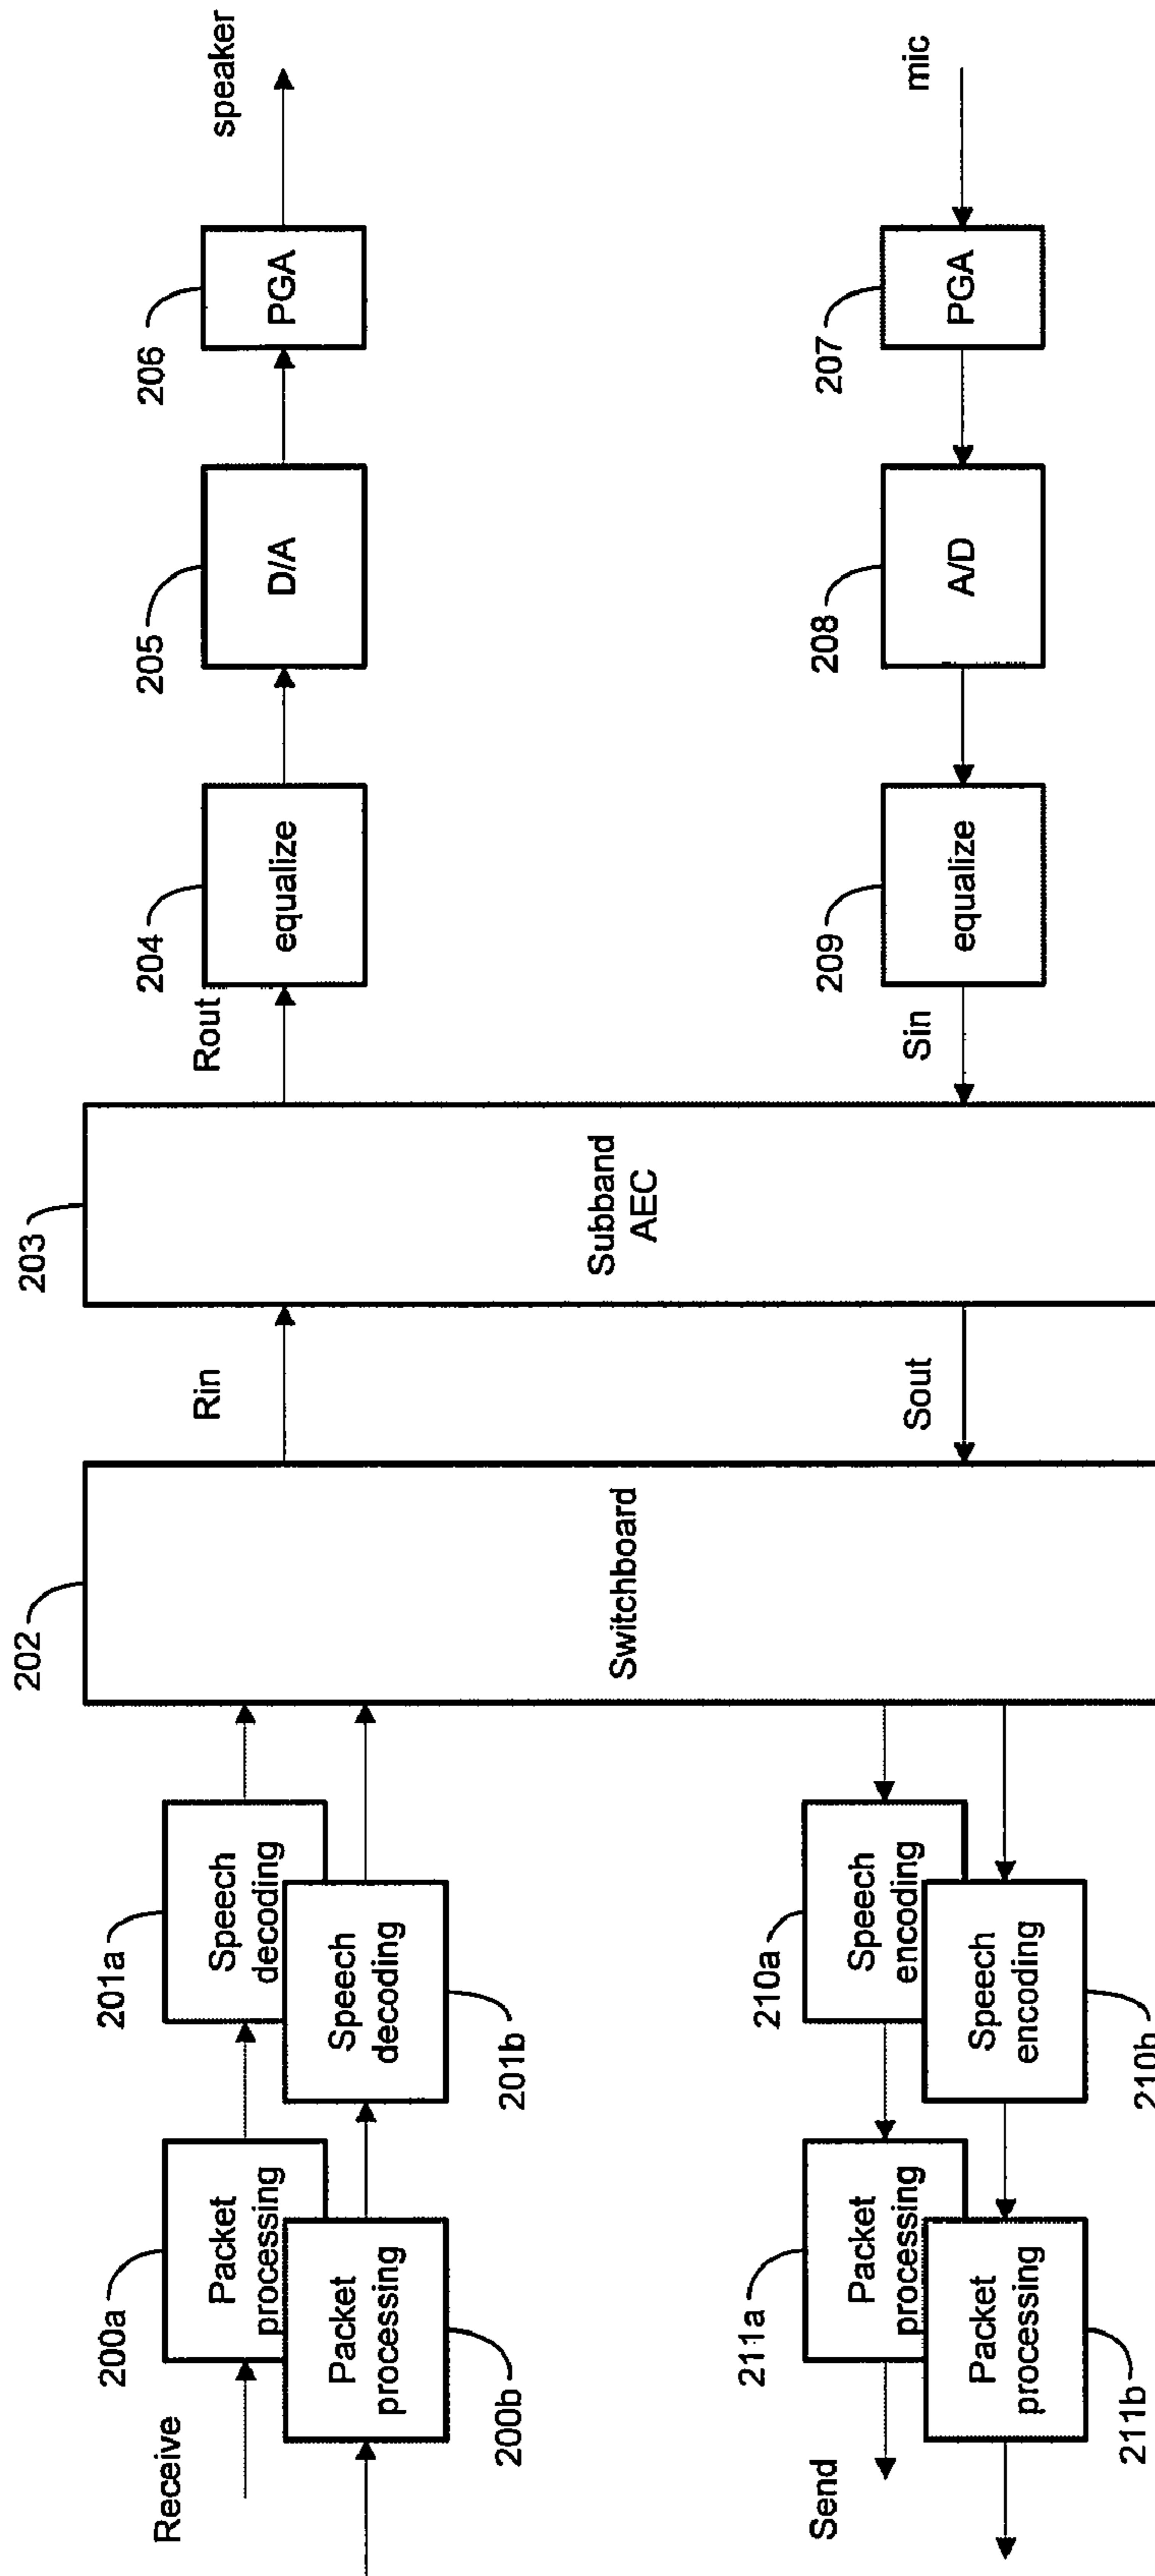 Receive
200a
Packet
processing
Packet
processing
200b
201a
Speech
decoding
Speech
decoding
201b
202
Switchboard
Rin
203
Subband
AEC
Rout
204
equalize
205
D/A
206
PGA
speaker
Send
211a
Packet
processing
Packet
processing
211b
210a
Speech
encoding
Speech
encoding
210b
Sout
Sin
209
equalize
208
A/D
207
PGA
mic